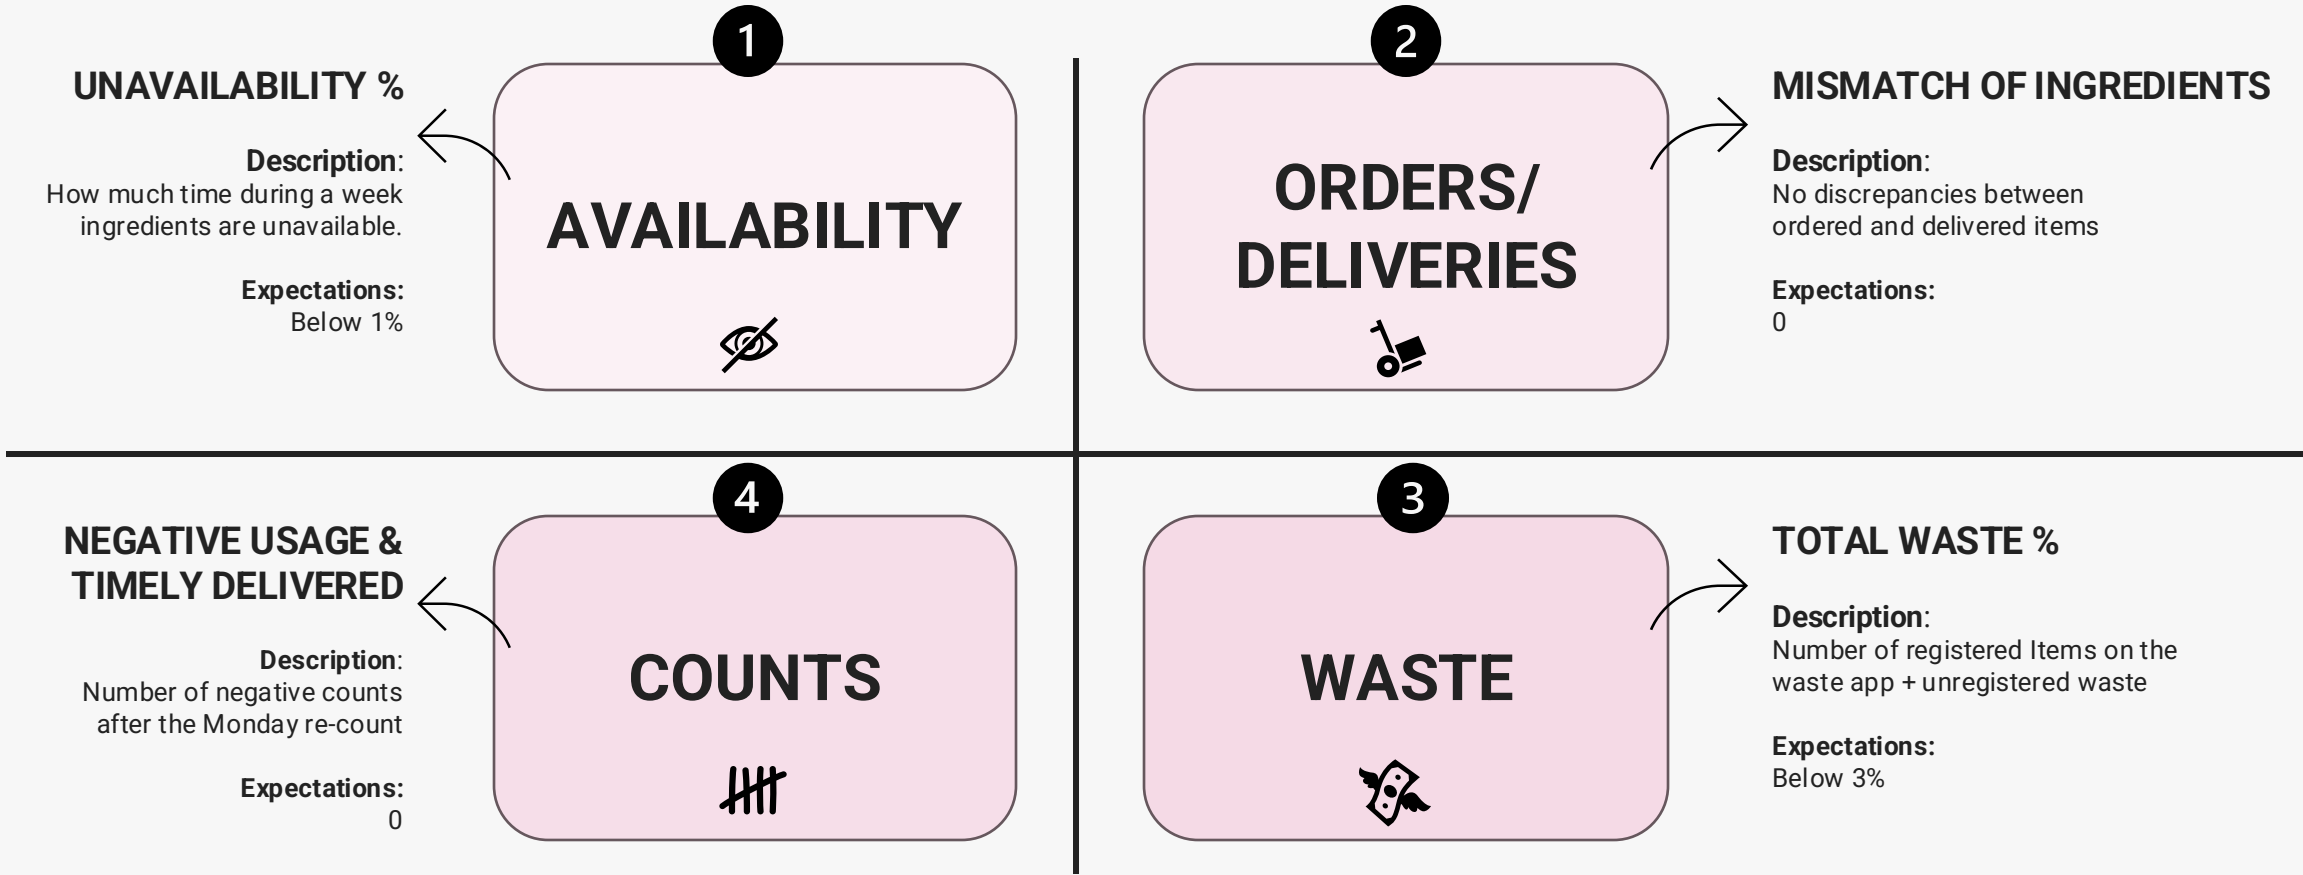 1
UNAVAILABILITY %
Description:
How much time during a week
ingredients are unavailable.
Expectations:
Below 1%
AVAILABILITY
2
ORDERS/
DELIVERIES
MISMATCH OF INGREDIENTS
Description:
No discrepancies between
ordered and delivered items
Expectations:
0
4
NEGATIVE USAGE &
TIMELY DELIVERED
Description:
Number of negative counts
after the Monday re-count
Expectations:
0
COUNTS
3
WASTE
TOTAL WASTE %
Description:
Number of registered Items on the
waste app + unregistered waste
Expectations:
Below 3%